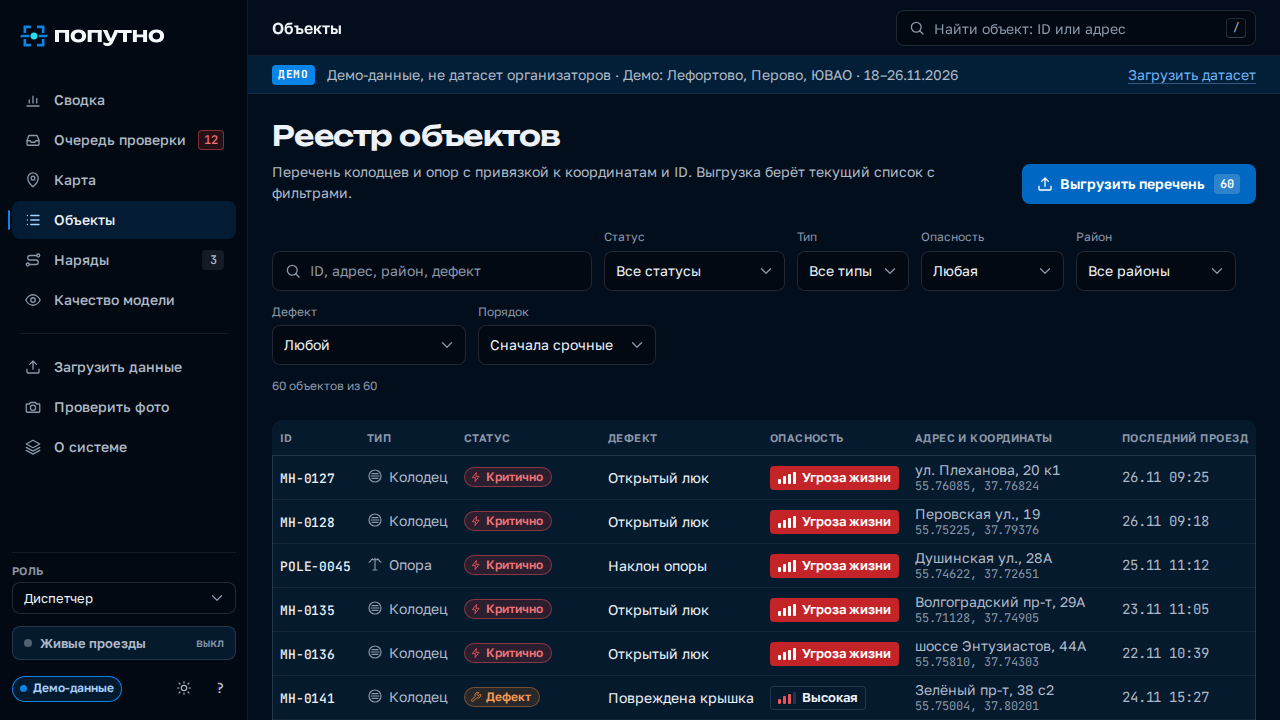 ПОПУТНО
Сводка
Очередь проверки 12
Карта
Объекты
Наряды 3
Качество модели
Загрузить данные
Проверить фото
О системе
РОЛЬ
Диспетчер
Живые проезды ВЫКЛ
Демо-данные ?
Объекты
Найти объект: ID или адрес /
ДЕМО Демо-данные, не датасет организаторов · Демо: Лефортово, Перово, ЮВАО · 18–26.11.2026 Загрузить датасет
Реестр объектов
Перечень колодцев и опор с привязкой к координатам и ID. Выгрузка берёт текущий список с
фильтрами.
Выгрузить перечень 60
Статус Тип Опасность Район
ID, адрес, район, дефект Все статусы Все типы Любая Все районы
Дефект Порядок
Любой Сначала срочные
60 объектов из 60
ID ТИП СТАТУС ДЕФЕКТ ОПАСНОСТЬ АДРЕС И КООРДИНАТЫ ПОСЛЕДНИЙ ПРОЕЗД
MH-0127 Колодец Критично Открытый люк Угроза жизни ул. Плеханова, 20 к1 26.11 09:25
55.76085, 37.76824
MH-0128 Колодец Критично Открытый люк Угроза жизни Перовская ул., 19 26.11 09:18
55.75225, 37.79376
POLE-0045 Опора Критично Наклон опоры Угроза жизни Душинская ул., 28А 25.11 11:12
55.74622, 37.72651
MH-0135 Колодец Критично Открытый люк Угроза жизни Волгоградский пр-т, 29А 23.11 11:05
55.71128, 37.74905
MH-0136 Колодец Критично Открытый люк Угроза жизни шоссе Энтузиастов, 44А 22.11 10:39
55.75810, 37.74303
MH-0141 Колодец Дефект Повреждена крышка Высокая Зелёный пр-т, 38 с2 24.11 15:27
55.75004, 37.80201